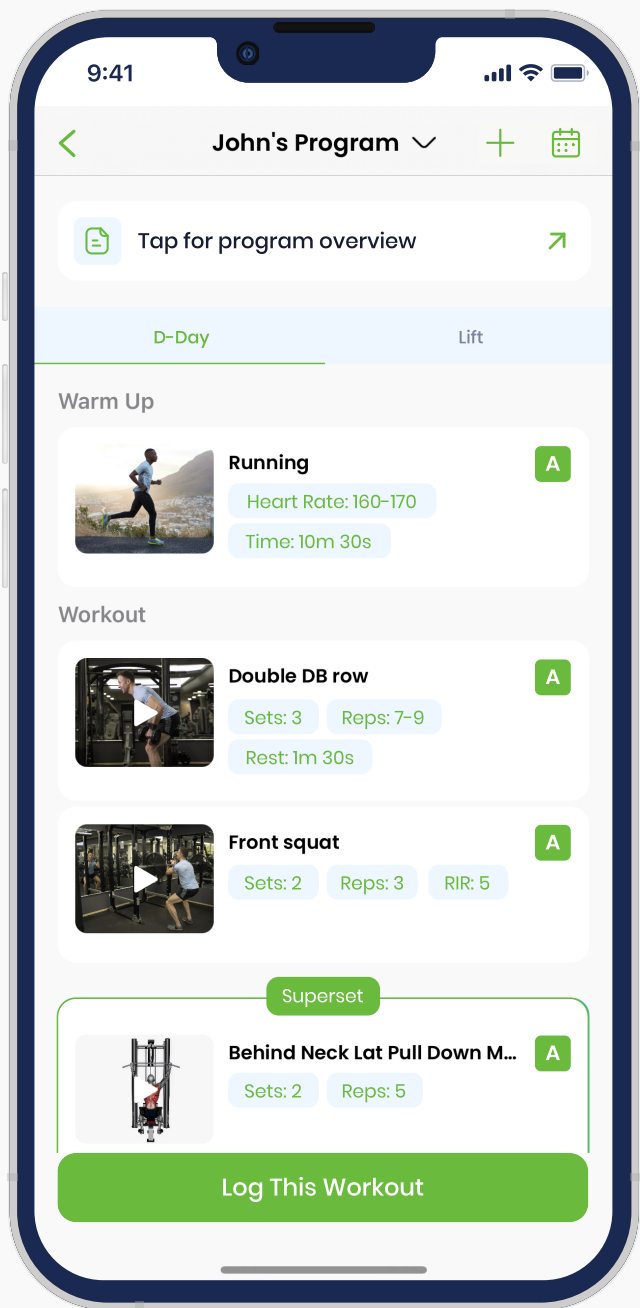 9:41
John's Program
Tap for program overview
D-Day Lift
Warm Up
Running A
Heart Rate: 160-170
Time: 10m 30s
Workout
Double DB row A
Sets: 3 Reps: 7-9
Rest: 1m 30s
Front squat A
Sets: 2 Reps: 3 RIR: 5
Superset
Behind Neck Lat Pull Down M... A
Sets: 2 Reps: 5
Log This Workout